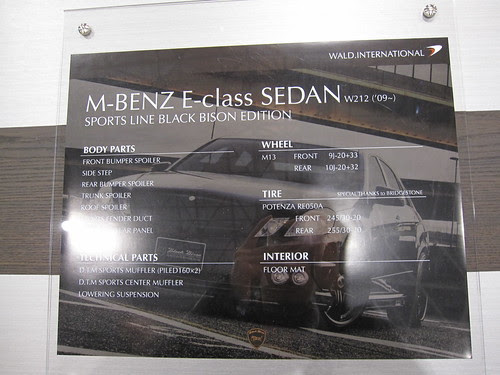 WALD.INTERNATIONAL
M-BENZ E-class SEDAN W212 ('09~)
SPORTS LINE BLACK BISON EDITION
BODY PARTS
FRONT BUMPER SPOILER
SIDE STEP
REAR BUMPER SPOILER
TRUNK SPOILER
ROOF SPOILER
FENDER DUCT
PANEL
TECHNICAL PARTS
D.T.M SPORTS MUFFLER (PILED160×2)
D.T.M SPORTS CENTER MUFFLER
LOWERING SUSPENSION
WHEEL
M13 FRONT 9J-20+33
REAR 10J-20+32
TIRE SPECIAL THANKS to BRIDGESTONE
POTENZA RE050A
FRONT 245/30-20
REAR 255/30-20
INTERIOR
FLOOR MAT